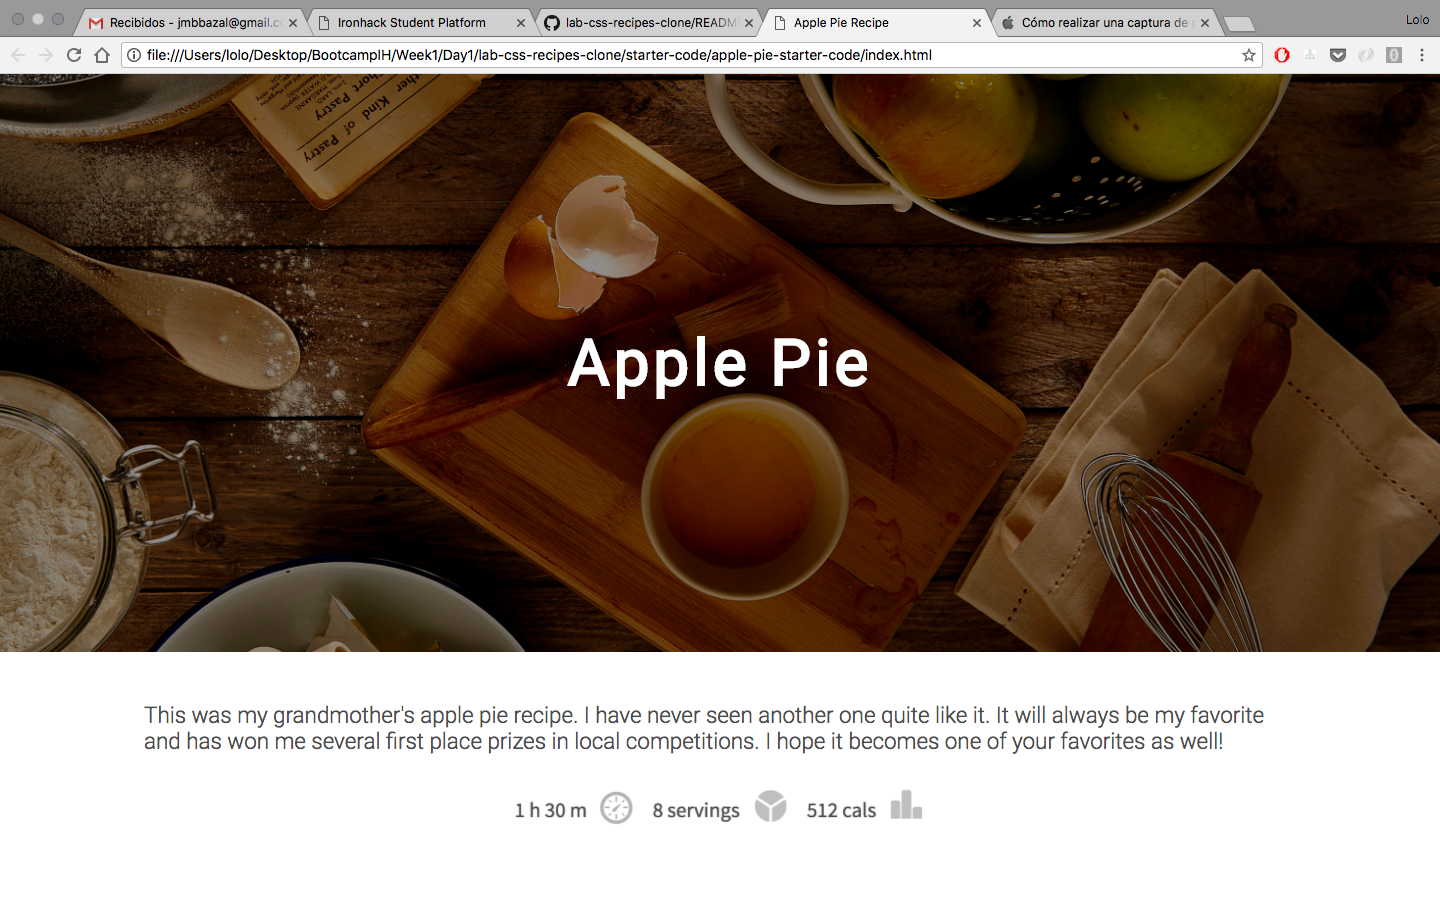 Recibidos - jmbbazal@gmail.c
Ironhack Student Platform
lab-css-recipes-clone/READM
Apple Pie Recipe
Cómo realizar una captura de
Lolo
file:///Users/lolo/Desktop/BootcampIH/Week1/Day1/lab-css-recipes-clone/starter-code/apple-pie-starter-code/index.html
Kind of Pastry
Apple Pie
This was my grandmother's apple pie recipe. I have never seen another one quite like it. It will always be my favorite
and has won me several first place prizes in local competitions. I hope it becomes one of your favorites as well!
1 h 30 m
8 servings
512 cals